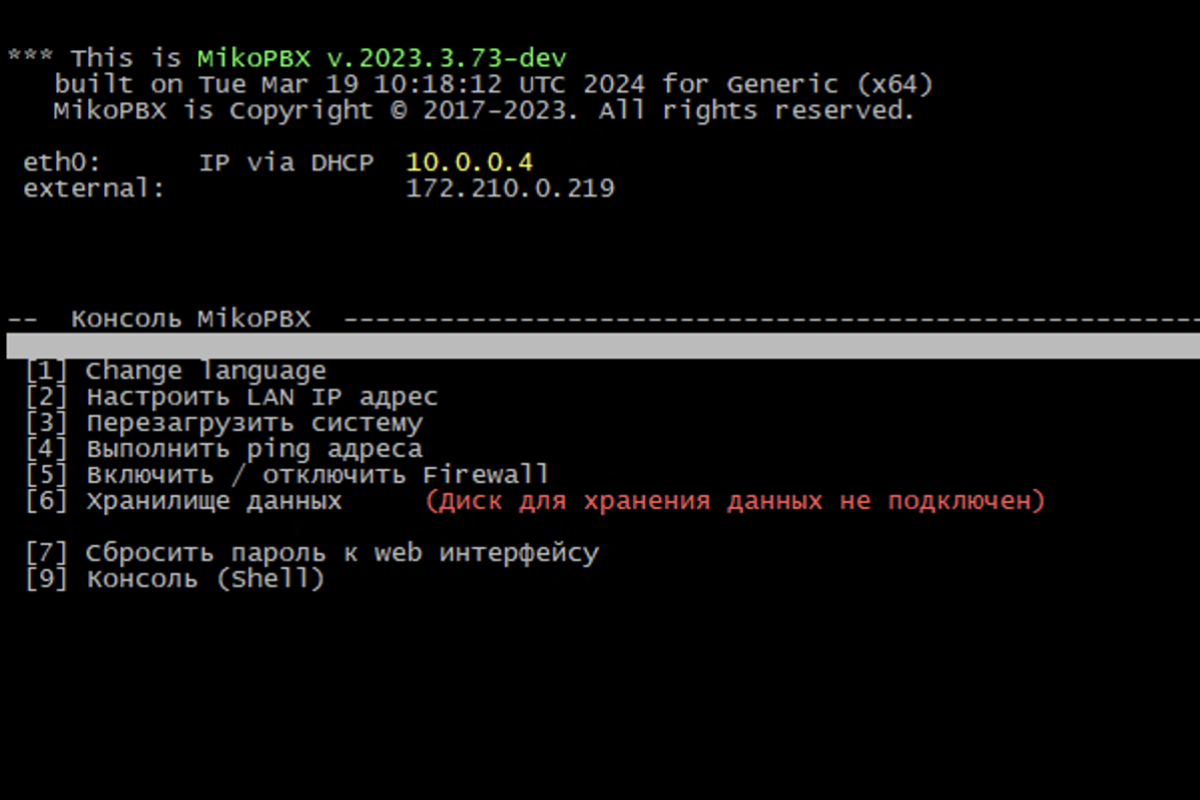 *** This is MikoPBX v.2023.3.73-dev
built on Tue Mar 19 10:18:12 UTC 2024 for Generic (x64)
MikoPBX is Copyright © 2017-2023. All rights reserved.
eth0: IP via DHCP 10.0.0.4
external: 172.210.0.219
-- Консоль MikoPBX ------------------------------------------------------
[1] Change language
[2] Настроить LAN IP адрес
[3] Перезагрузить систему
[4] Выполнить ping адреса
[5] Включить / отключить Firewall
[6] Хранилище данных (Диск для хранения данных не подключен)
[7] Сбросить пароль к web интерфейсу
[9] Консоль (Shell)